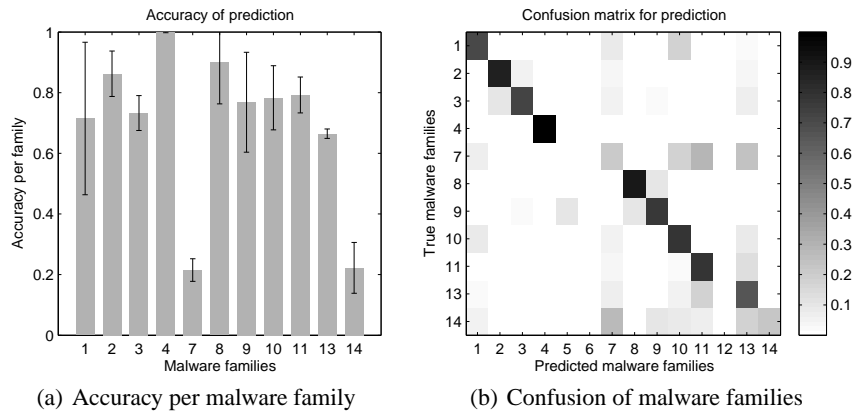 Accuracy of prediction
1
0.8
0.6
0.4
0.2
0
Accuracy per family
1 2 3 4 7 8 9 10 11 13 14
Malware families
(a) Accuracy per malware family
Confusion matrix for prediction
1
2
3
4
7
8
9
10
11
13
14
True malware families
1 2 3 4 5 6 7 8 9 10 11 12 13 14
Predicted malware families
0.9
0.8
0.7
0.6
0.5
0.4
0.3
0.2
0.1
(b) Confusion of malware families